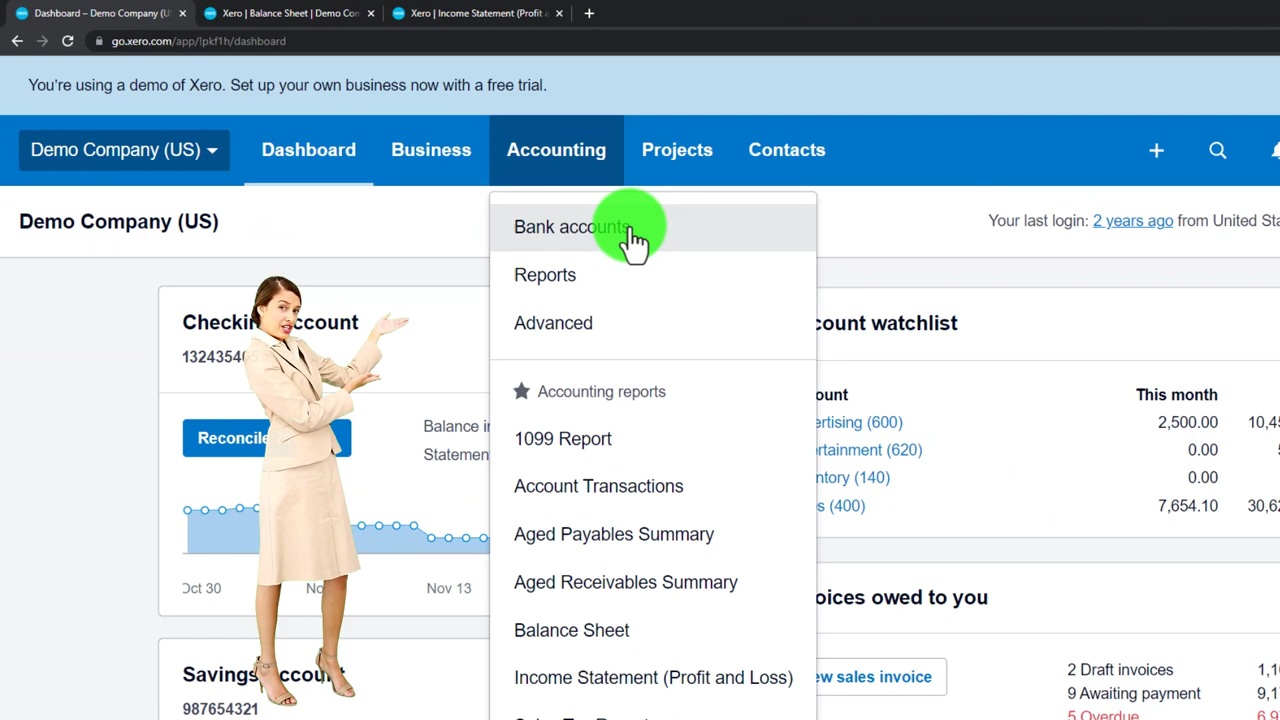 Dashboard – Demo Company (U
Xero | Balance Sheet | Demo Con
Xero | Income Statement (Profit a
go.xero.com/app/!pkf1h/dashboard
You're using a demo of Xero. Set up your own business now with a free trial.
Demo Company (US)
Dashboard
Business
Accounting
Projects
Contacts
Demo Company (US)
Your last login: 2 years ago from United Sta
Bank accounts
Reports
Advanced
Accounting reports
1099 Report
Account Transactions
Aged Payables Summary
Aged Receivables Summary
Balance Sheet
Income Statement (Profit and Loss)
Checki ccount
132435465
Reconcile
Balance in
Statement
Oct 30
No
Nov 13
Savings ccount
987654321
count watchlist
ount
This month
ertising (600)
2,500.00
10,45
rtainment (620)
0.00
ntory (140)
0.00
s (400)
7,654.10
30,62
oices owed to you
ew sales invoice
2 Draft invoices
1,1
9 Awaiting payment
9,1
5 Overdue